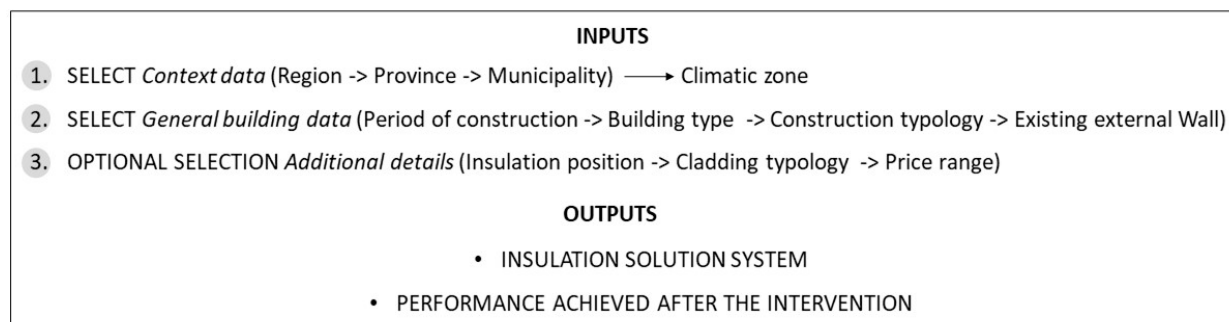 INPUTS
1. SELECT Context data (Region -> Province -> Municipality) ⟶ Climatic zone
2. SELECT General building data (Period of construction -> Building type -> Construction typology -> Existing external Wall)
3. OPTIONAL SELECTION Additional details (Insulation position -> Cladding typology -> Price range)
OUTPUTS
• INSULATION SOLUTION SYSTEM
• PERFORMANCE ACHIEVED AFTER THE INTERVENTION